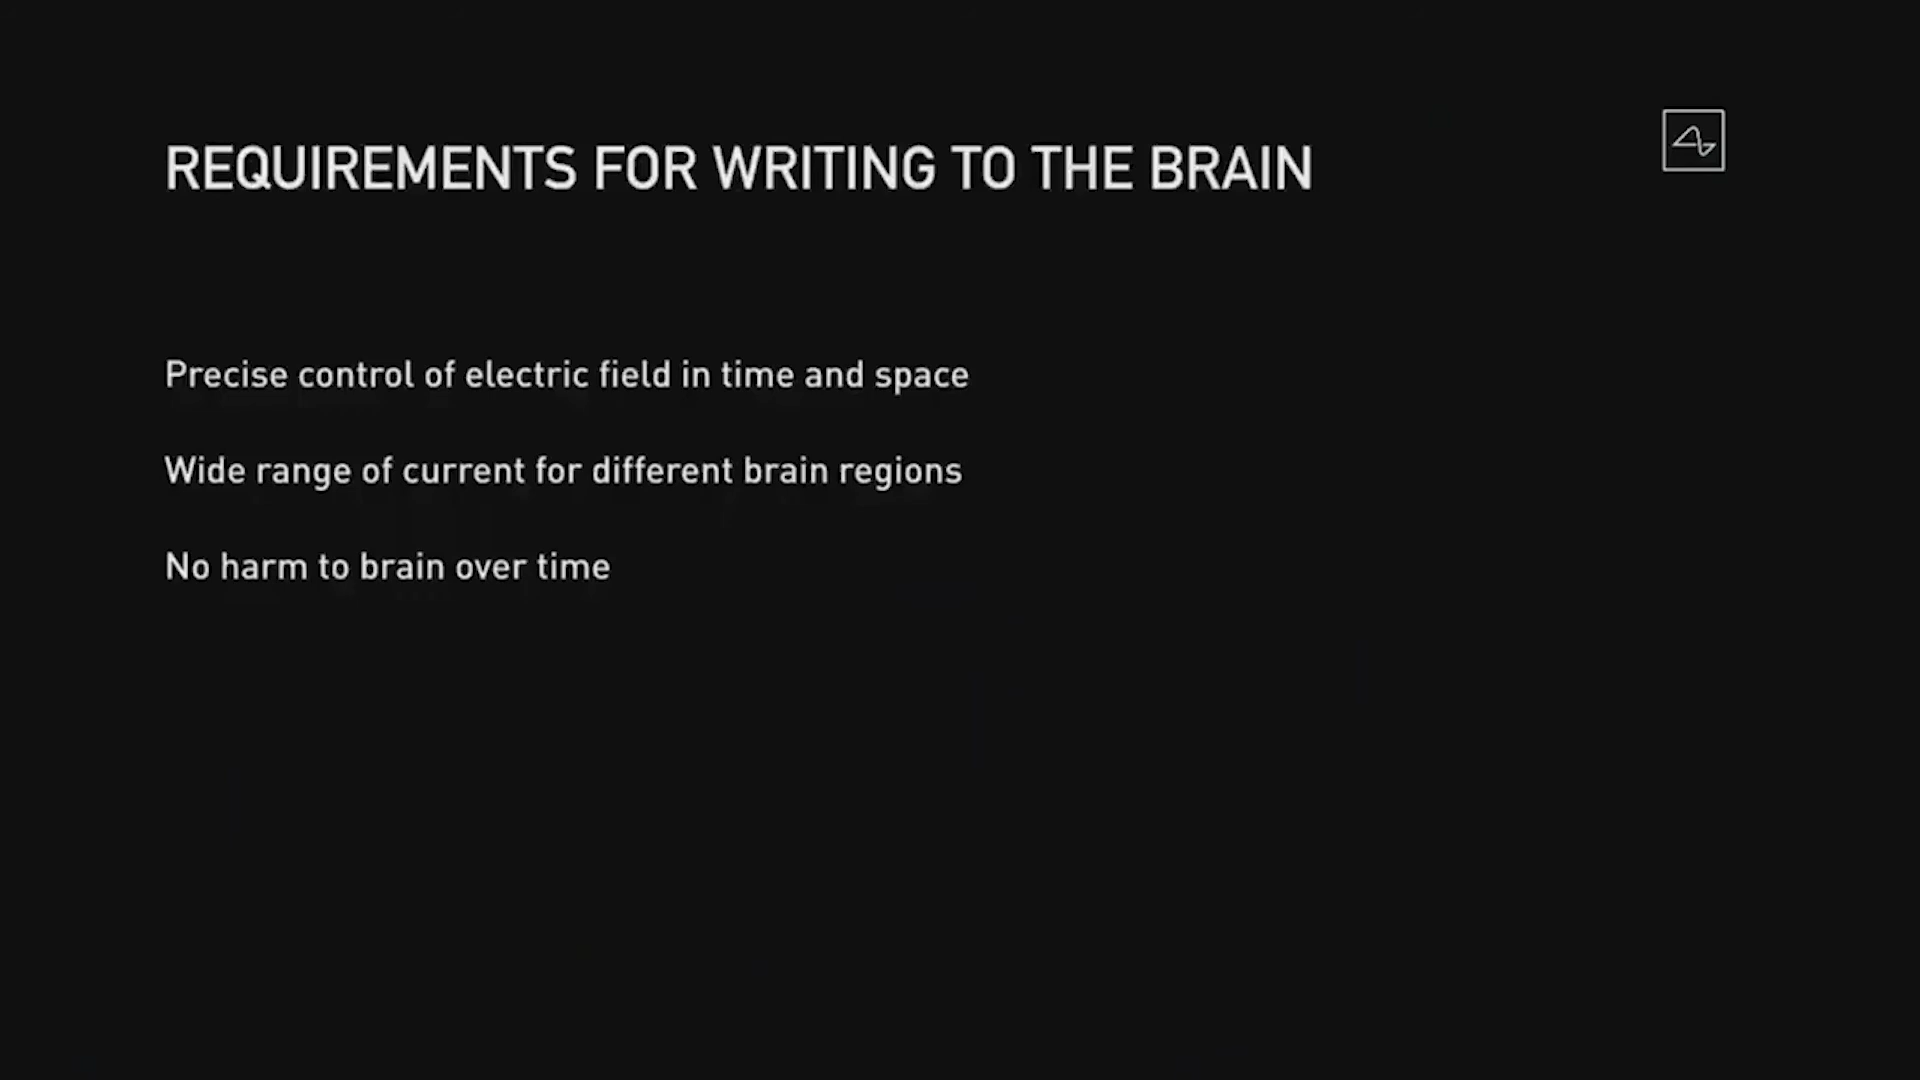 REQUIREMENTS FOR WRITING TO THE BRAIN
Precise control of electric field in time and space
Wide range of current for different brain regions
No harm to brain over time